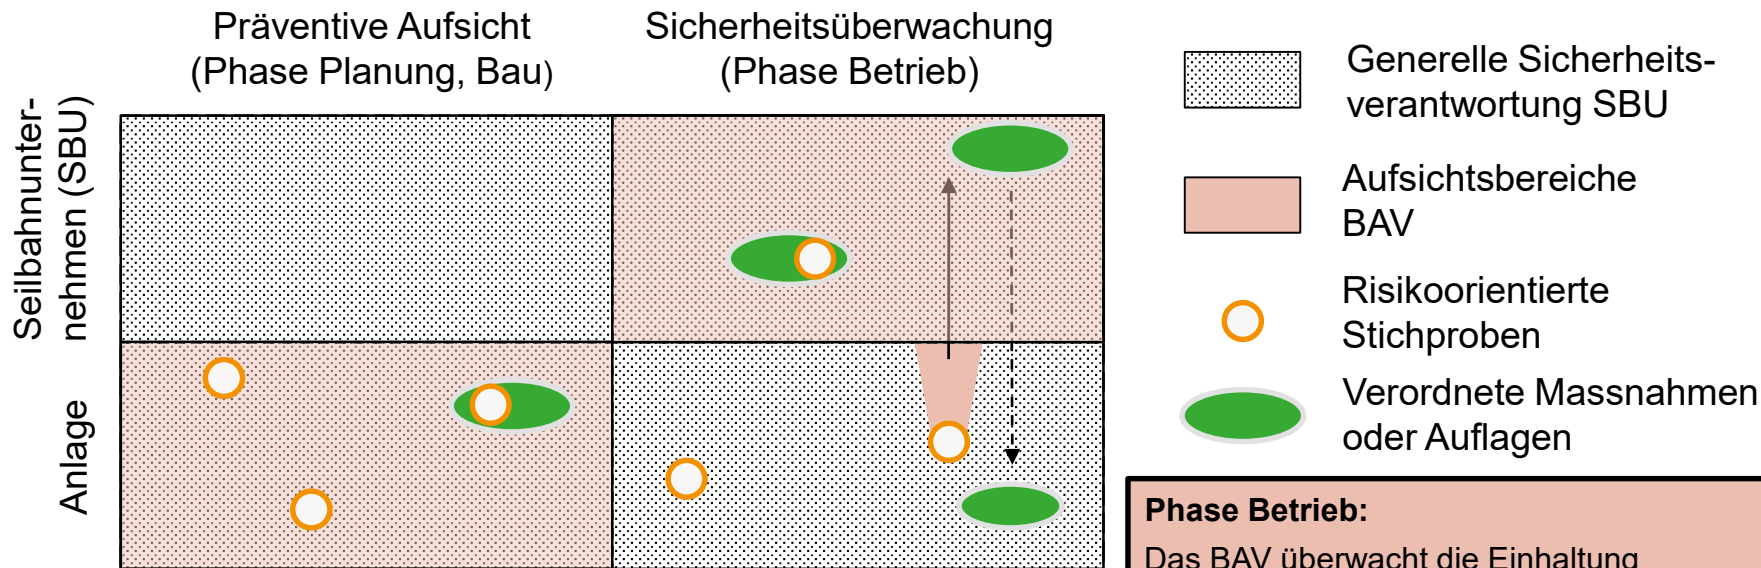 Präventive Aufsicht
(Phase Planung, Bau)
Sicherheitsüberwachung
(Phase Betrieb)
Seilbahnunter-
nehmen (SBU)
Anlage
Generelle Sicherheits-
verantwortung SBU
Aufsichtsbereiche
BAV
Risikoorientierte
Stichproben
Verordnete Massnahmen
oder Auflagen
Phase Betrieb:
Das BAV überwacht die Einhaltung